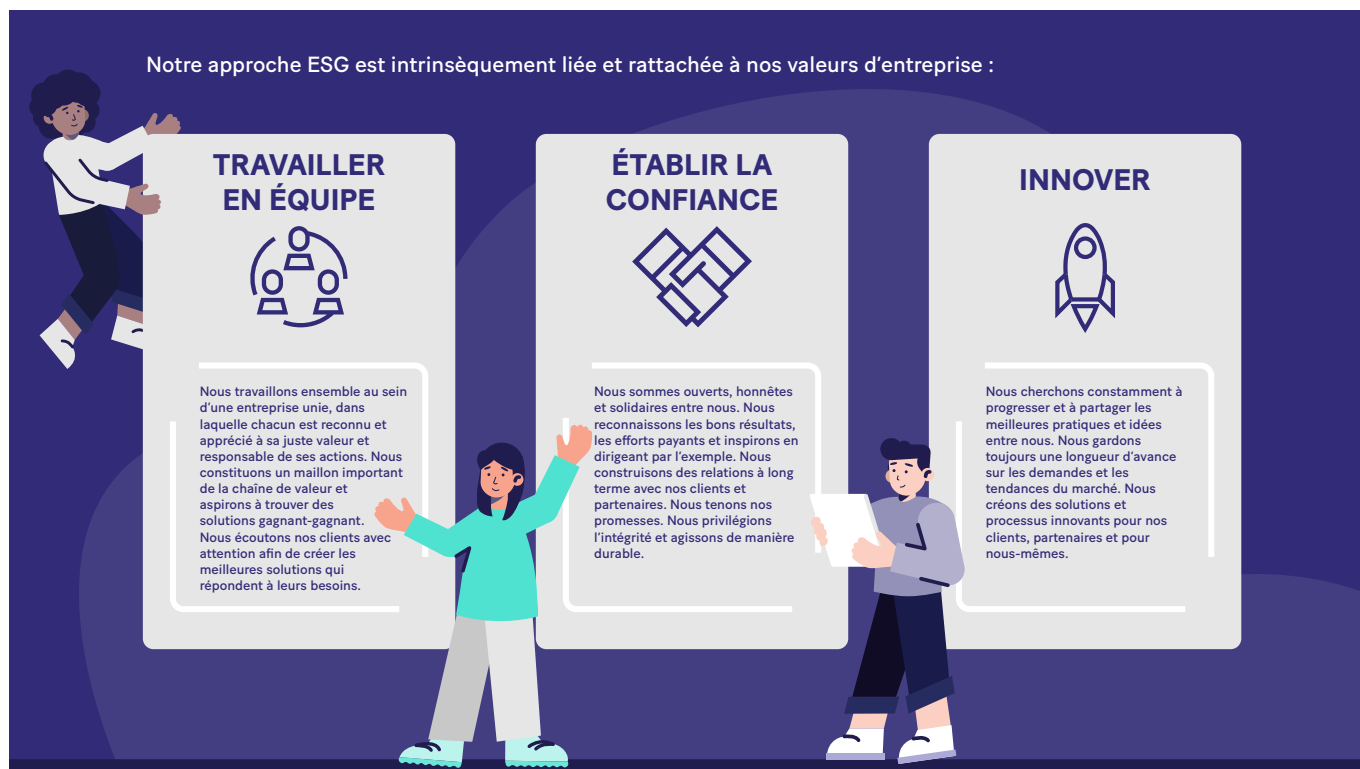 Notre approche ESG est intrinsèquement liée et rattachée à nos valeurs d'entreprise :
TRAVAILLER
EN ÉQUIPE
Nous travaillons ensemble au sein
d'une entreprise unie, dans
laquelle chacun est reconnu et
apprécié à sa juste valeur et
responsable de ses actions. Nous
constituons un maillon important
de la chaîne de valeur et
aspirons à trouver des
solutions gagnant-gagnant.
Nous écoutons nos clients avec
attention afin de créer les
meilleures solutions qui
répondent à leurs besoins.
ÉTABLIR LA
CONFIANCE
Nous sommes ouverts, honnêtes
et solidaires entre nous. Nous
reconnaissons les bons résultats,
les efforts payants et inspirons en
dirigeant par l'exemple. Nous
construisons des relations à long
terme avec nos clients et
partenaires. Nous tenons nos
promesses. Nous privilégions
l'intégrité et agissons de manière
durable.
INNOVER
Nous cherchons constamment à
progresser et à partager les
meilleures pratiques et idées
entre nous. Nous gardons
toujours une longueur d'avance
sur les demandes et les
tendances du marché. Nous
créons des solutions et
processus innovants pour nos
clients, partenaires et pour
nous-mêmes.